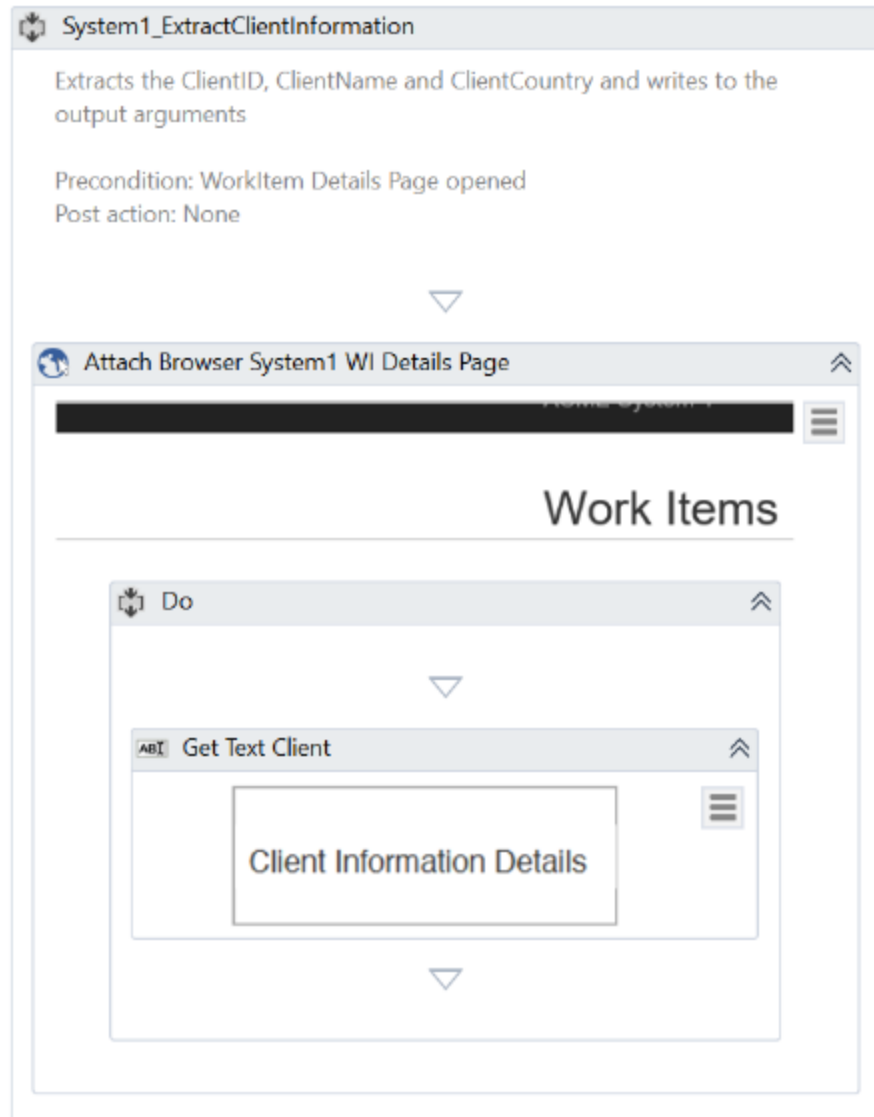 System1_ExtractClientInformation
Extracts the ClientID, ClientName and ClientCountry and writes to the
output arguments
Precondition: WorkItem Details Page opened
Post action: None
Attach Browser System1 WI Details Page
Work Items
Do
ABI Get Text Client
Client Information Details